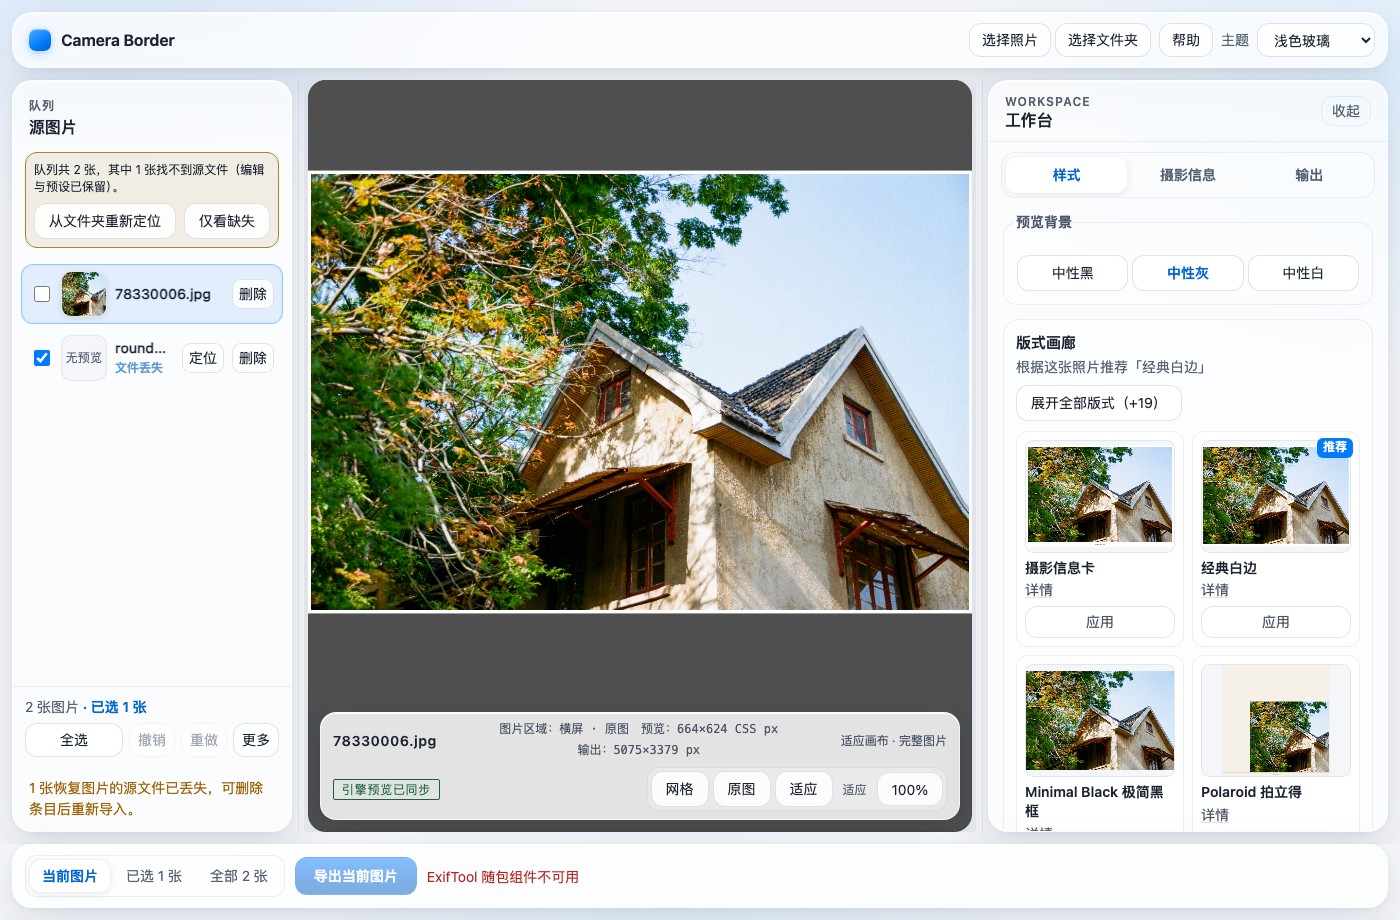 Camera Border
选择照片
选择文件夹
帮助
主题
浅色玻璃
队列
源图片
队列共 2 张，其中 1 张找不到源文件（编辑
与预设已保留）。
从文件夹重新定位
仅看缺失
78330006.jpg
删除
无预览
round...
文件丢失
定位
删除
2 张图片 · 已选 1 张
全选
撤销
重做
更多
1 张恢复图片的源文件已丢失，可删除
条目后重新导入。
78330006.jpg
图片区域：横屏 · 原图 预览：664×624 CSS px
输出：5075×3379 px
适应画布 · 完整图片
引擎预览已同步
网格
原图
适应
适应
100%
WORKSPACE
工作台
收起
样式
摄影信息
输出
预览背景
中性黑
中性灰
中性白
版式画廊
根据这张照片推荐「经典白边」
展开全部版式（+19）
推荐
摄影信息卡
详情
应用
经典白边
详情
应用
Minimal Black 极简黑
框
详情
Polaroid 拍立得
详情
当前图片
已选 1 张
全部 2 张
导出当前图片
ExifTool 随包组件不可用